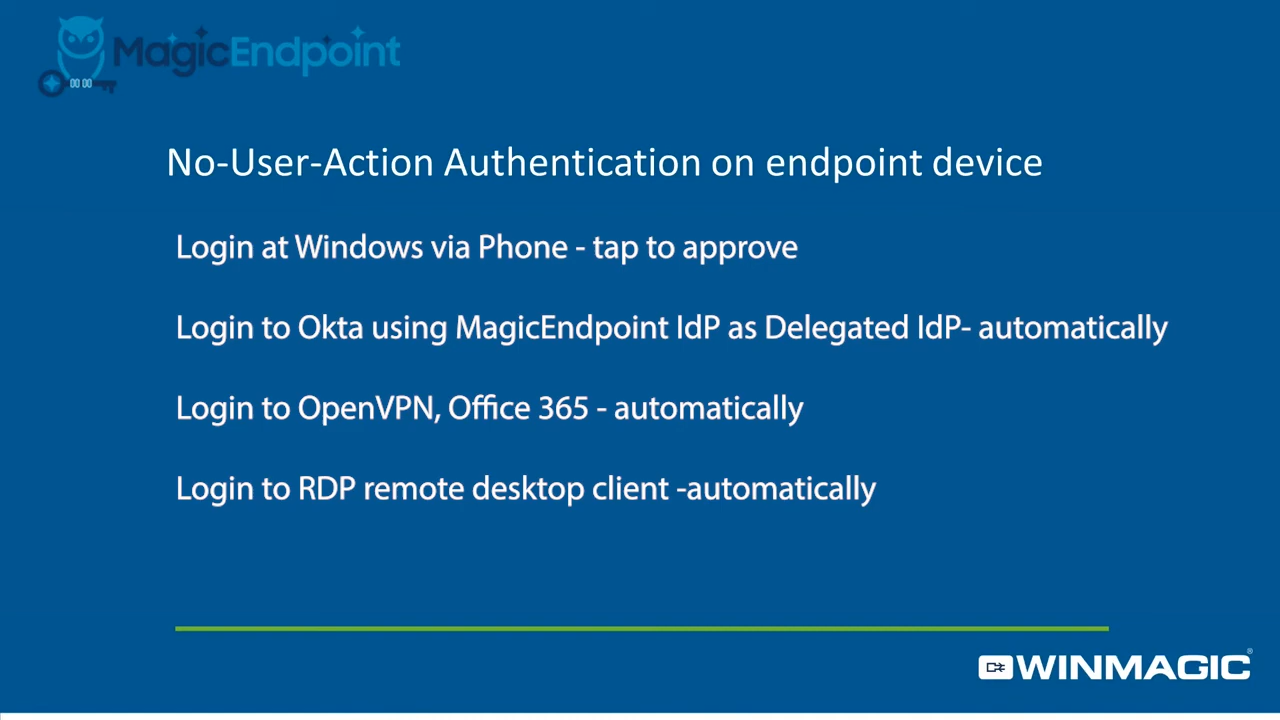 MagicEndpoint
No-User-Action Authentication on endpoint device
Login at Windows via Phone - tap to approve
Login to Okta using MagicEndpoint IdP as Delegated IdP- automatically
Login to OpenVPN, Office 365 - automatically
Login to RDP remote desktop client -automatically
WINMAGIC®